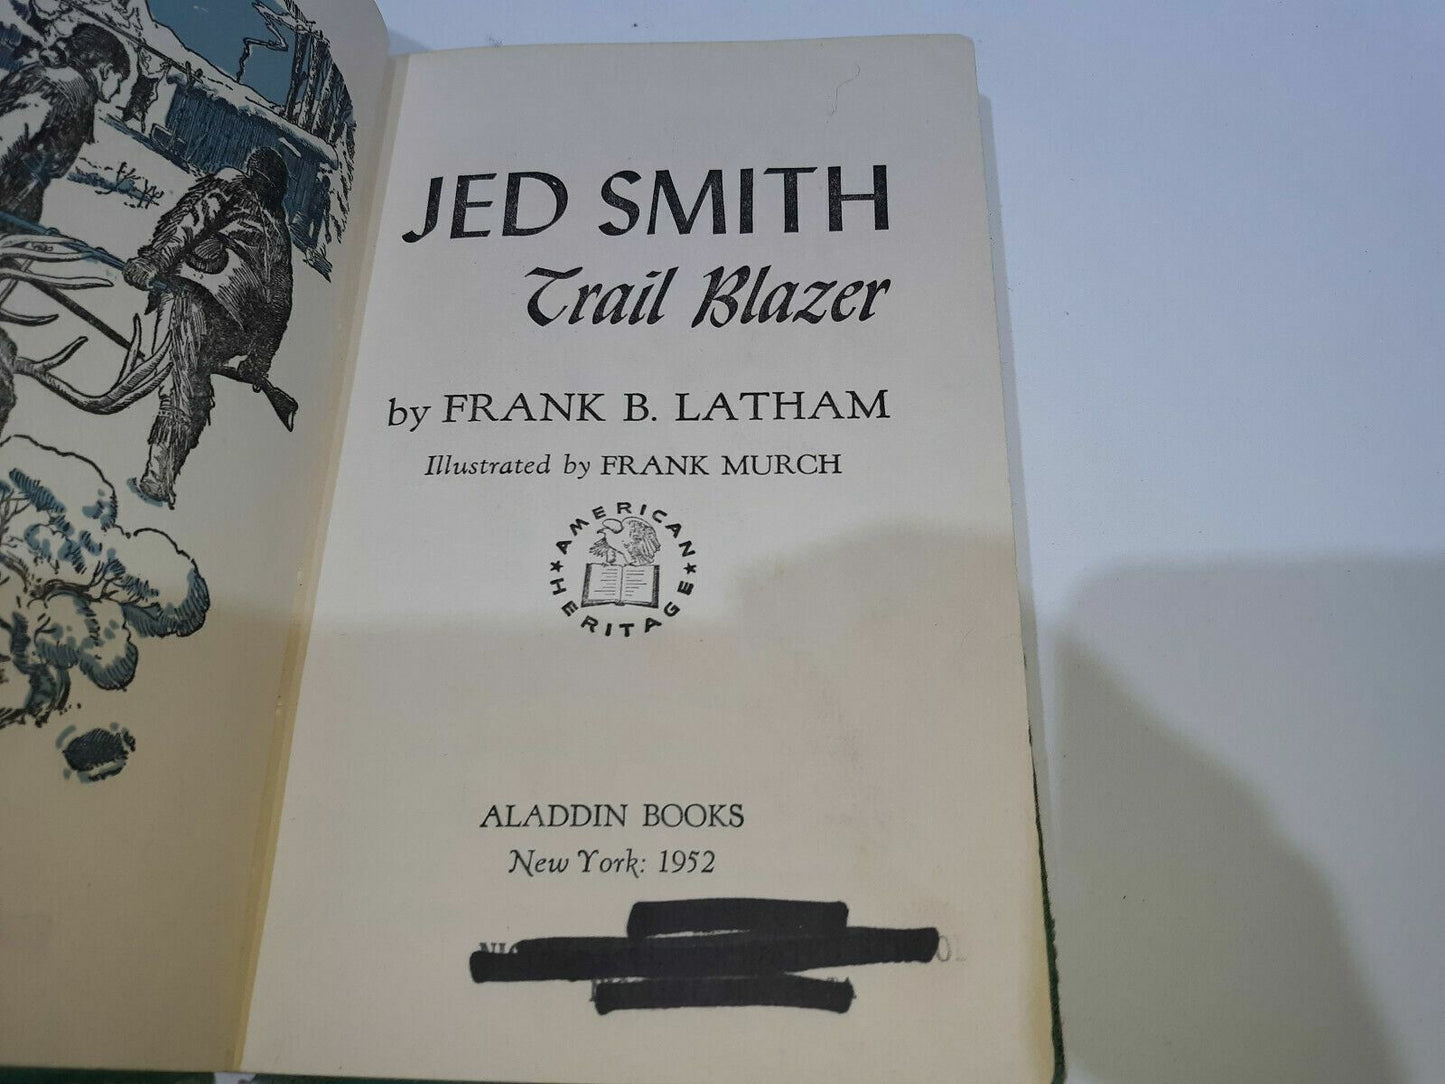 JED SMITH
Trail Blazer
by FRANK B. LATHAM
Illustrated by FRANK MURCH
AMERICAN
HERITAGE
ALADDIN BOOKS
New York: 1952